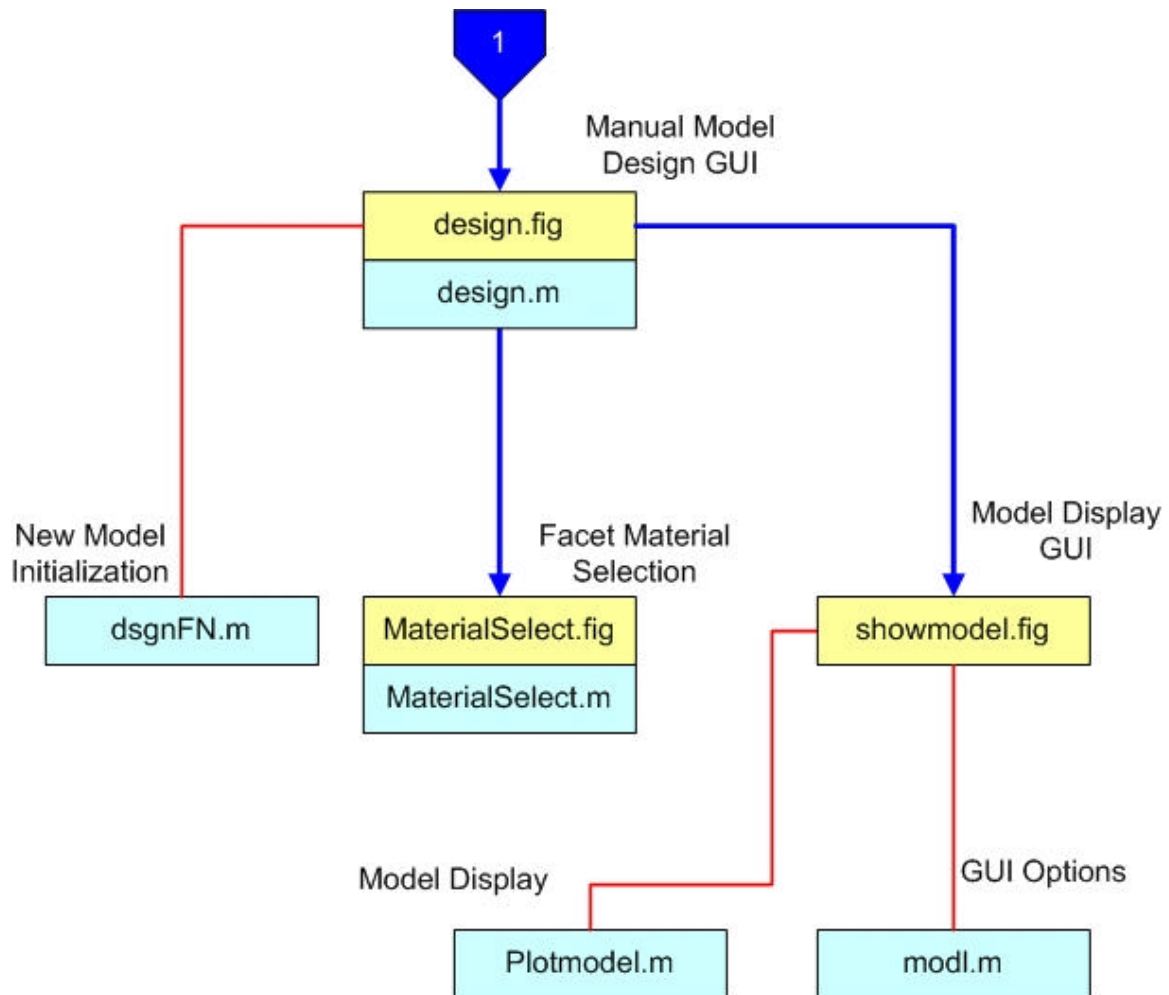 1
Manual Model
Design GUI
design.fig
design.m
New Model
Initialization
Facet Material
Selection
Model Display
GUI
dsgnFN.m
MaterialSelect.fig
MaterialSelect.m
showmodel.fig
Model Display
GUI Options
Plotmodel.m
modl.m